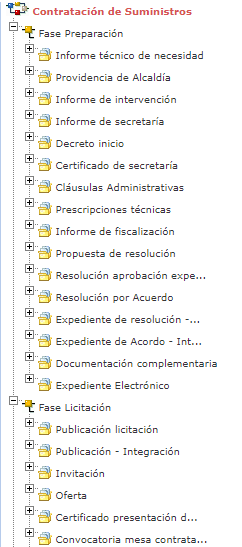 Contratación de Suministros
Fase Preparación
Informe técnico de necesidad
Providencia de Alcaldía
Informe de intervención
Informe de secretaría
Decreto inicio
Certificado de secretaría
Cláusulas Administrativas
Prescripciones técnicas
Informe de fiscalización
Propuesta de resolución
Resolución aprobación expe...
Resolución por Acuerdo
Expediente de resolución -...
Expediente de Acordo - Int...
Documentación complementaria
Expediente Electrónico
Fase Licitación
Publicación licitación
Publicación - Integración
Invitación
Oferta
Certificado presentación d...
Convocatoria mesa contrata...